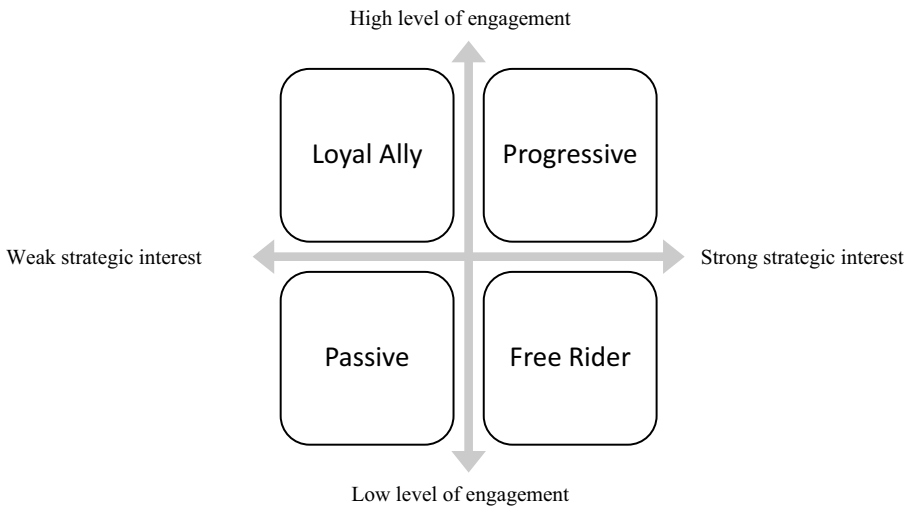 High level of engagement
Loyal Ally
Progressive
Weak strategic interest
Strong strategic interest
Passive
Free Rider
Low level of engagement